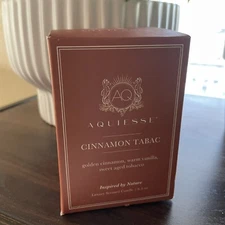 AQ
AQUIESSE
CINNAMON TABAC
golden cinnamon, warm vanilla,
sweet aged tobacco
Inspired by Nature